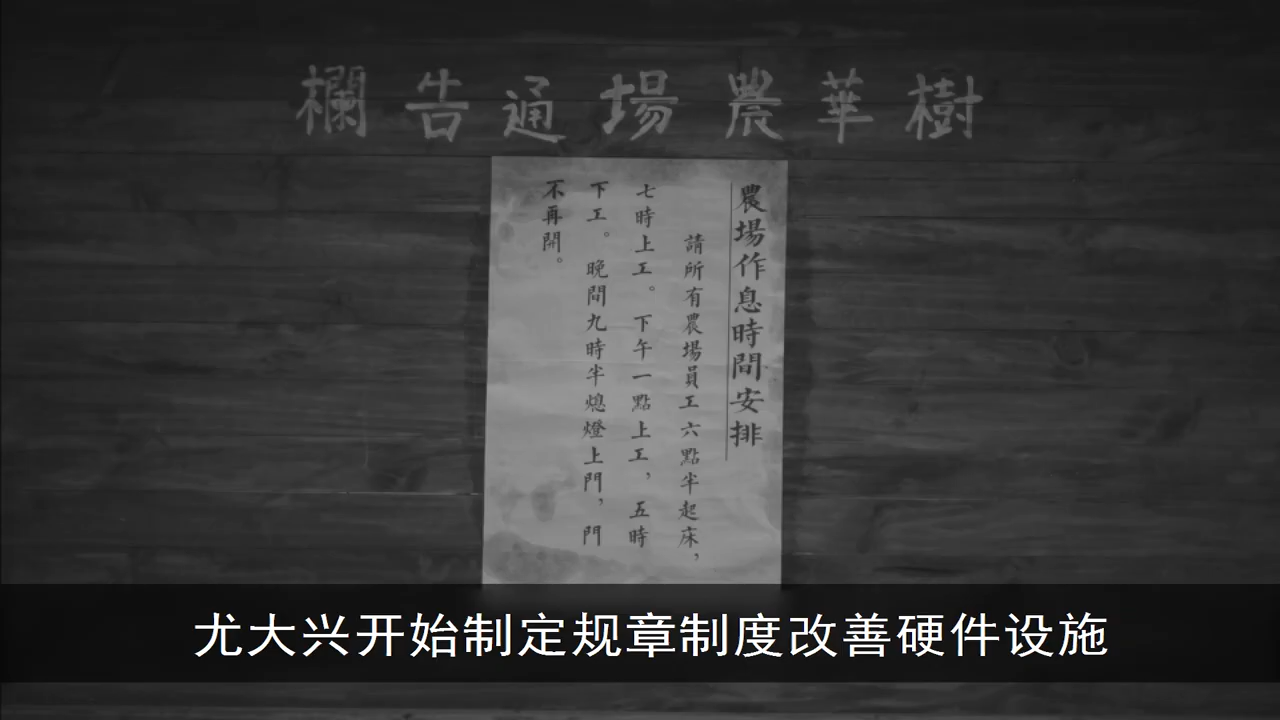 樹華農場通告欄
農場作息時間安排
請所有農場員工六點半起床，
七時上工。下午一點上工，五時
下工。晚間九時半熄燈上門，門
不再開。
尤大兴开始制定规章制度改善硬件设施